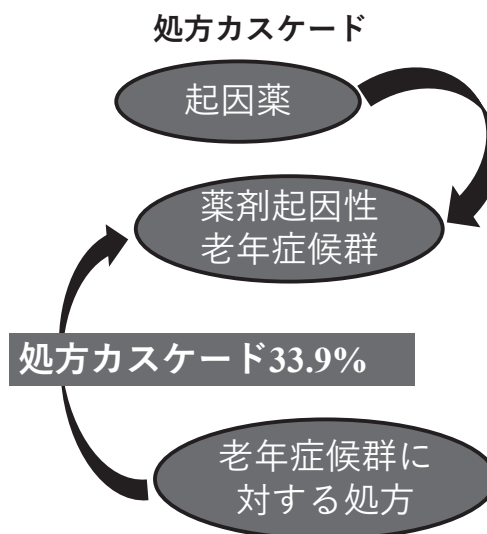 処方カスケード
起因薬
薬剤起因性
老年症候群
処方カスケード33.9%
老年症候群に
対する処方